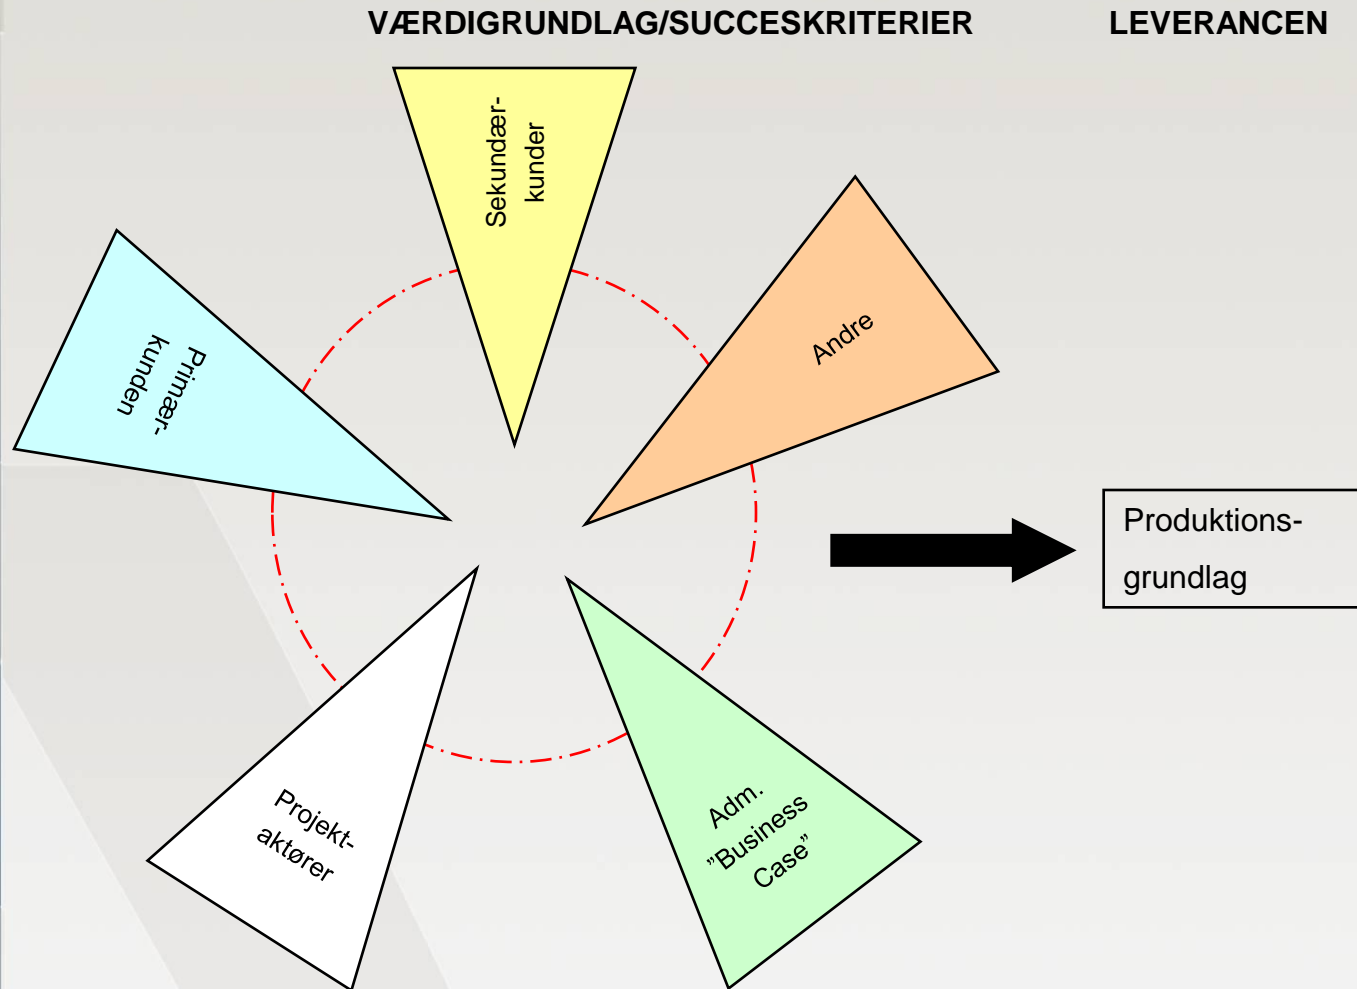 VÆRDIGRUNDLAG/SUCCESKRITERIER
LEVERANCEN
Sekundær-
kunder
Andre
Primær-
kunden
Produktions-
grundlag
Projekt-
aktører
Adm.
”Business
Case”